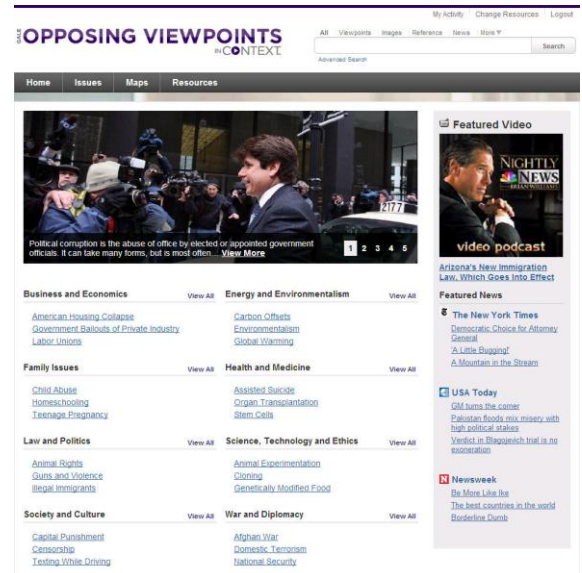 My Activity Change Resources Logout
GALE
OPPOSING VIEWPOINTS
IN CONTEXT
All Viewpoints Images Reference News More ▼
Search
Advanced Search
Home Issues Maps Resources
Political corruption is the abuse of office by elected or appointed government
officials. It can take many forms, but is most often... View More
1 2 3 4 5
2177
Business and Economics View All
American Housing Collapse
Government Bailouts of Private Industry
Labor Unions
Energy and Environmentalism View All
Carbon Offsets
Environmentalism
Global Warming
Family Issues View All
Child Abuse
Homeschooling
Teenage Pregnancy
Health and Medicine View All
Assisted Suicide
Organ Transplantation
Stem Cells
Law and Politics View All
Animal Rights
Guns and Violence
Illegal Immigrants
Science, Technology and Ethics View All
Animal Experimentation
Cloning
Genetically Modified Food
Society and Culture View All
Capital Punishment
Censorship
Texting While Driving
War and Diplomacy View All
Afghan War
Domestic Terrorism
National Security
Featured Video
NIGHTLY
NEWS
BRIAN WILLIAMS
video podcast
Arizona's New Immigration
Law, Which Goes Into Effect
Featured News
The New York Times
Democratic Choice for Attorney
General
'A Little Bugging!'
A Mountain in the Stream
USA Today
GM turns the corner
Pakistan floods mix misery with
high political stakes
Verdict in Blagojevich trial is no
exoneration
N Newsweek
Be More Like Ike
The best countries in the world
Borderline Dumb